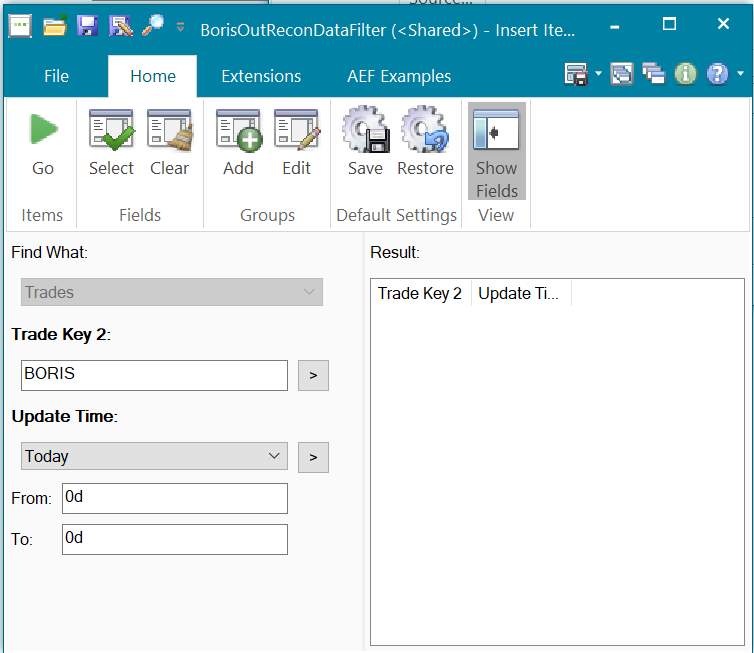 Source...
BorisOutReconDataFilter (<Shared>) - Insert Ite...
File Home Extensions AEF Examples
Go Select Clear Add Edit Save Restore Show Fields
Items Fields Groups Default Settings View
Find What:
Result:
Trades
Trade Key 2 Update Ti...
Trade Key 2:
BORIS >
Update Time:
Today >
From: 0d
To: 0d